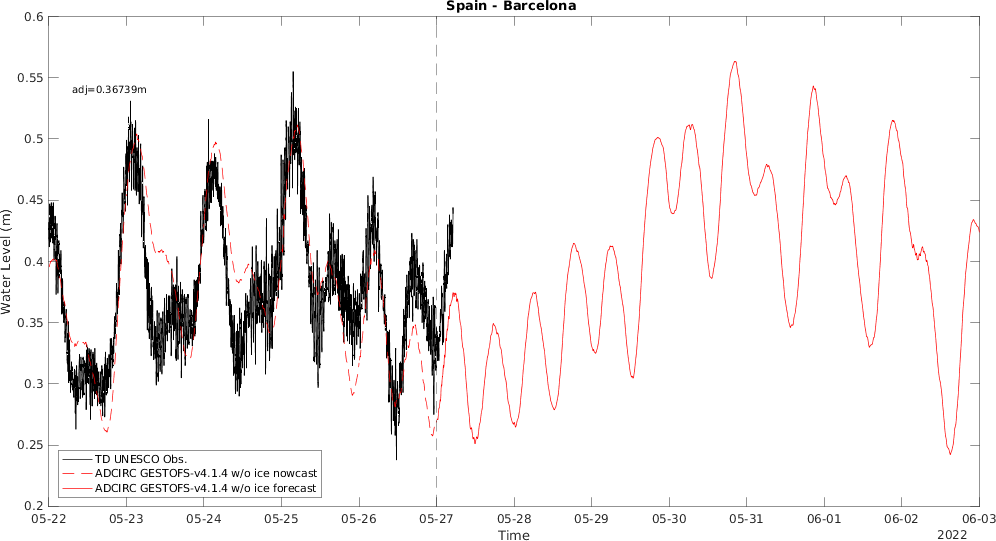 Spain - Barcelona
0.6
0.55
0.5
0.45
0.4
0.35
0.3
0.25
0.2
Water Level (m)
adj=0.36739m
TD UNESCO Obs.
ADCIRC GESTOFS-v4.1.4 w/o ice nowcast
ADCIRC GESTOFS-v4.1.4 w/o ice forecast
05-22 05-23 05-24 05-25 05-26 05-27 05-28 05-29 05-30 05-31 06-01 06-02 06-03
Time
2022